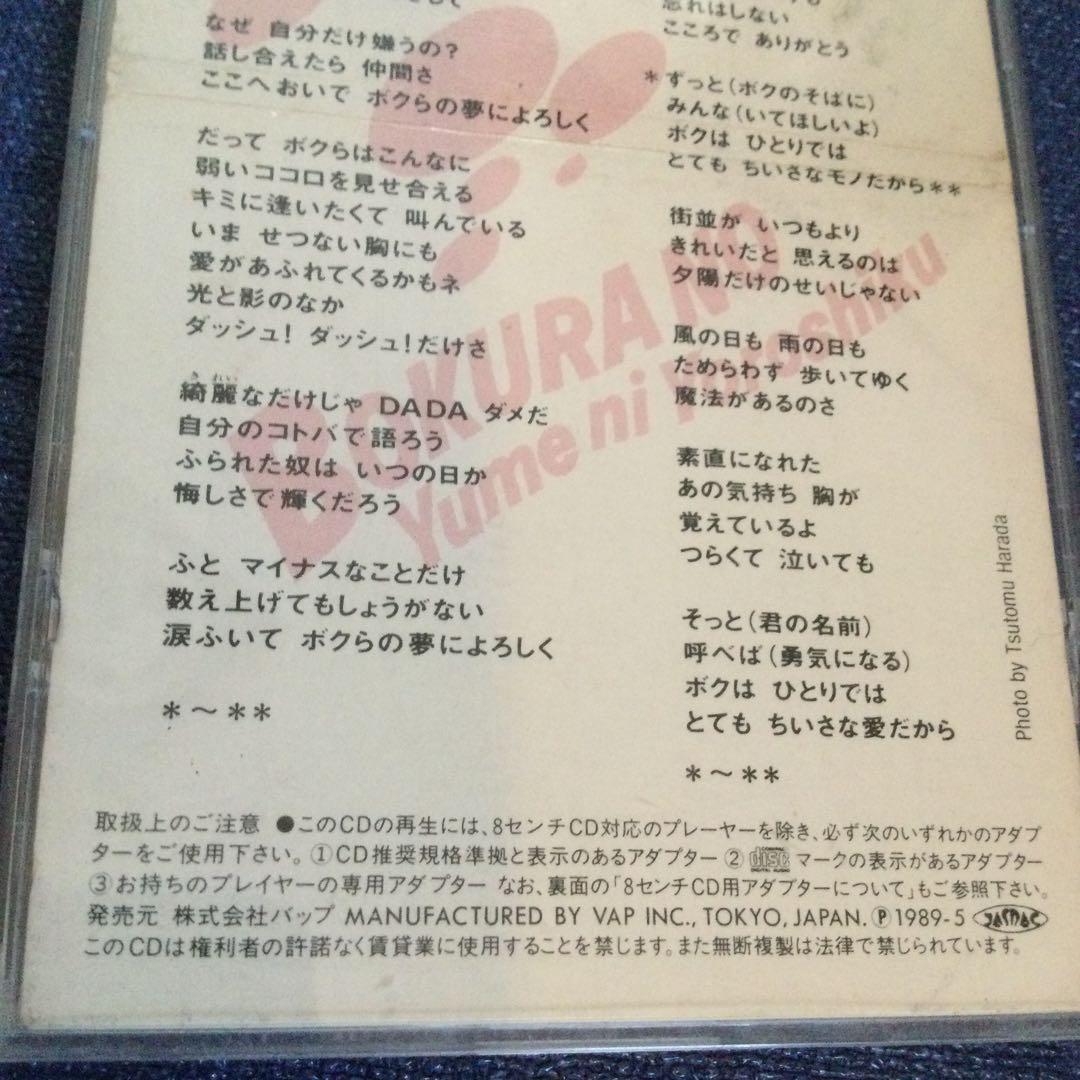 なぜ 自分だけ嫌うの？
話し合えたら 仲間さ
ここへおいで ボクらの夢によろしく
だって ボクらはこんなに
弱いココロを見せ合える
キミに逢いたくて 叫んでいる
いま せつない胸にも
愛があふれてくるかもネ
光と影のなか
ダッシュ！ ダッシュ！だけさ
綺麗なだけじゃ DADA ダメだ
き れい
自分のコトバで語ろう
ふられた奴は いつの日か
悔しさで輝くだろう
ふと マイナスなことだけ
数え上げてもしょうがない
涙ふいて ボクらの夢によろしく
＊〜＊＊
忘れはしない
こころで ありがとう
＊ずっと（ボクのそばに）
みんな（いてほしいよ）
ボクは ひとりでは
とても ちいさなモノだから＊＊
街並が いつもより
きれいだと 思えるのは
夕陽だけのせいじゃない
風の日も 雨の日も
ためらわず 歩いてゆく
魔法があるのさ
素直になれた
あの気持ち 胸が
覚えているよ
つらくて 泣いても
そっと（君の名前）
呼べば（勇気になる）
ボクは ひとりでは
とても ちいさな愛だから
＊〜＊＊
BOKURA NO
Yume ni Yoroshiku
Photo by Tsutomu Harada
取扱上のご注意 ●このCDの再生には、8センチCD対応のプレーヤーを除き、必ず次のいずれかのアダプ
ターをご使用下さい。①CD推奨規格準拠と表示のあるアダプター ② disc DIGITAL AUDIO マークの表示があるアダプター
③お持ちのプレイヤーの専用アダプター なお、裏面の「8センチCD用アダプターについて」もご参照下さい。
発売元 株式会社バップ MANUFACTURED BY VAP INC., TOKYO, JAPAN. Ⓟ1989-5 JASRAC
このCDは権利者の許諾なく賃貸業に使用することを禁じます。また無断複製は法律で禁じられています。